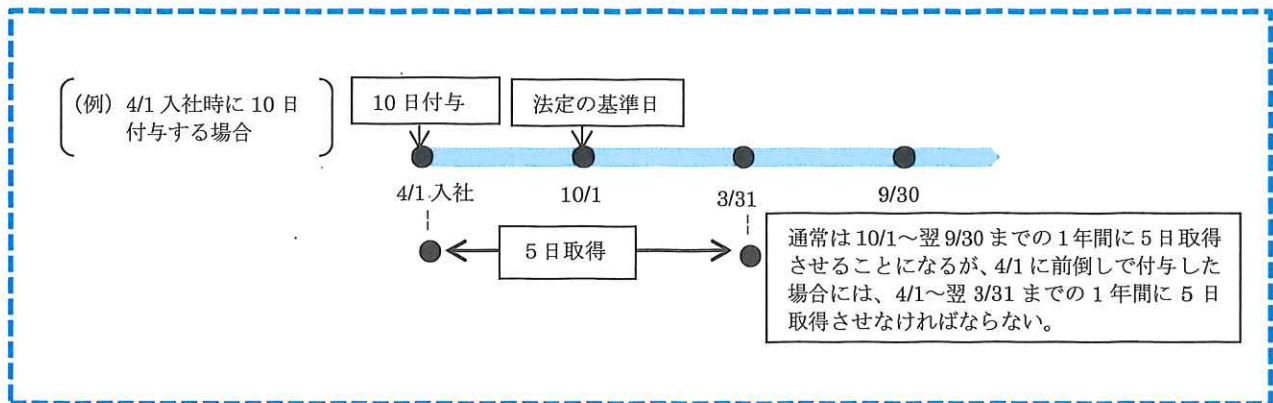 （例）4/1 入社時に 10 日
付与する場合
10 日付与
法定の基準日
4/1 入社
10/1
3/31
9/30
5 日取得
通常は 10/1～翌 9/30 までの 1 年間に 5 日取得
させることになるが、4/1 に前倒しで付与した
場合には、4/1～翌 3/31 までの 1 年間に 5 日
取得させなければならない。